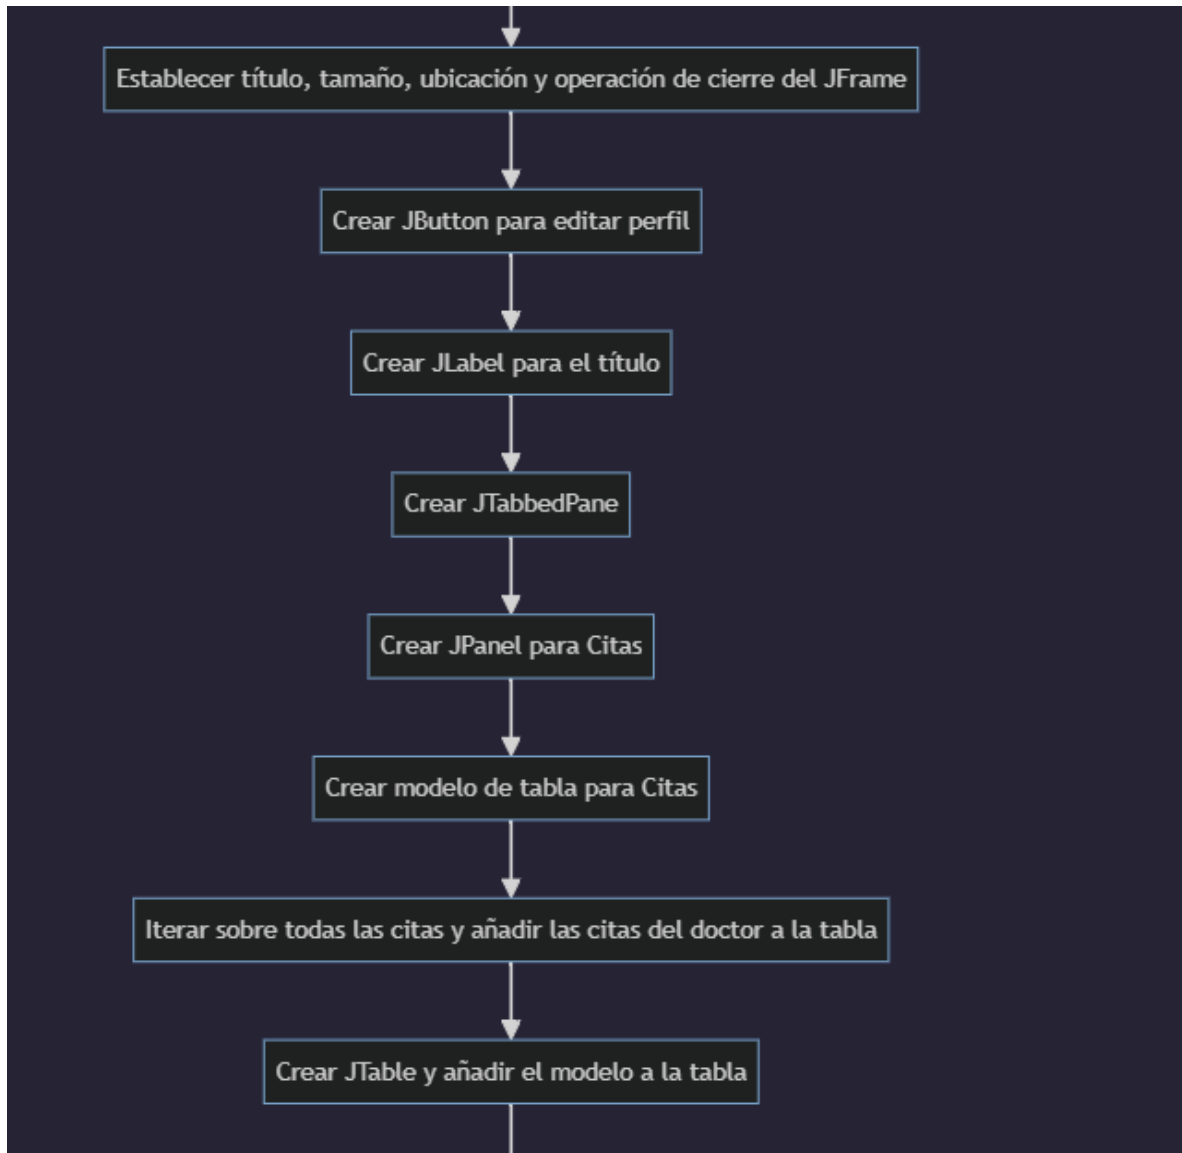 Establecer título, tamaño, ubicación y operación de cierre del JFrame
Crear JButton para editar perfil
Crear JLabel para el título
Crear JTabbedPane
Crear JPanel para Citas
Crear modelo de tabla para Citas
Iterar sobre todas las citas y añadir las citas del doctor a la tabla
Crear JTable y añadir el modelo a la tabla